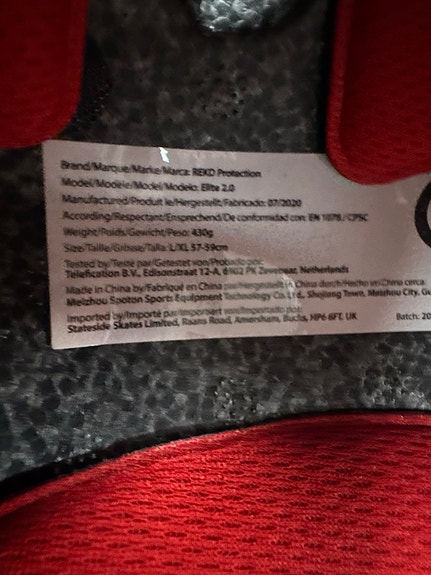 Brand/Marque/Marke/Marca: REKD Protection
Model/Modèle/Model/Modelo: Elite 2.0
Manufactured/Produit le/Hergestellt/Fabricado: 07/2020
According/Respectant/Ensprechend/De conformidad con: EN 1078 / CPSC
Weight/Poids/Gewicht/Peso: 430g
Size/Taille/Grösse/Talla: L/XL 57-59cm
Tested by/Testé par/Getestet von/Probado por:
Telefication B.V., Edisonstraat 12-A, 6902 PK Zevenaar, Netherlands
Made in China by/Fabriqué en China par/Hergestellt in China durch/Hecho in China cerca
Meizhou Spoton Sports Equipment Technology Co. Ltd., Shejiang Town, Meizhou City, Gu
Imported by/Importé par/Importiert von/Importado por:
Stateside Skates Limited, Raans Road, Amersham, Bucks, HP6 6FT, UK
Batch: 20